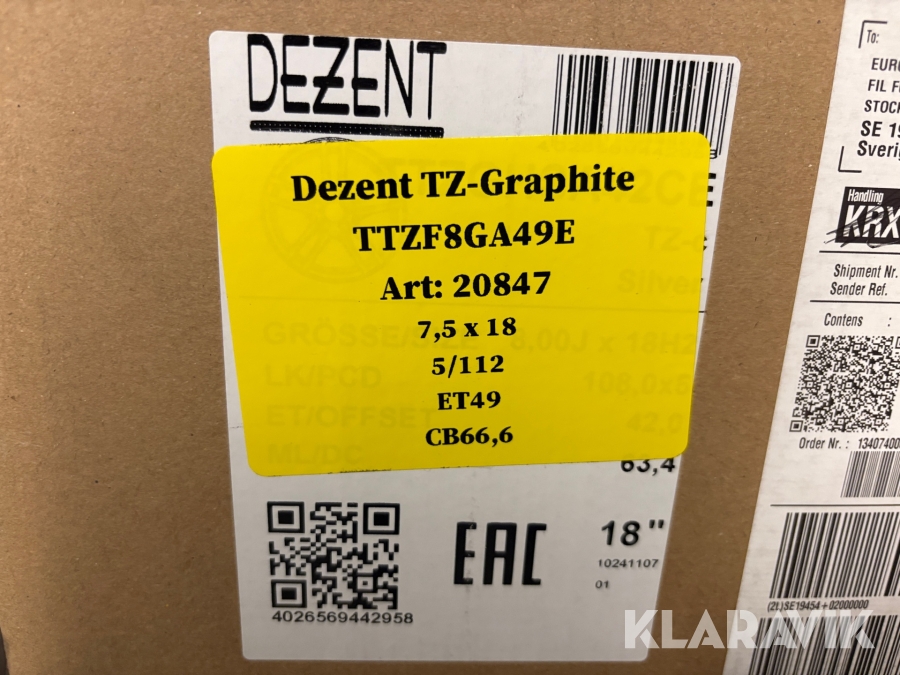 DEZENT
Dezent TZ-Graphite
TTZF8GA49E
Art: 20847
7,5 x 18
5/112
ET49
CB66,6
TZ-c
Silver
GRÖSSE/SIZE 8,00J x 18H2
LK/PCD 108,0x5
ET/OFFSET 42,0
ML/DC 63,4
EAC
18"
10241107
01
4026569442958
To:
EURO
FIL F
STOCK
SE 19
Sverig
Handling
KRX
Shipment Nr.
Sender Ref.
Contens :
Order Nr. : 13407400
(2L)SE19454+02000000
KLARAVIK